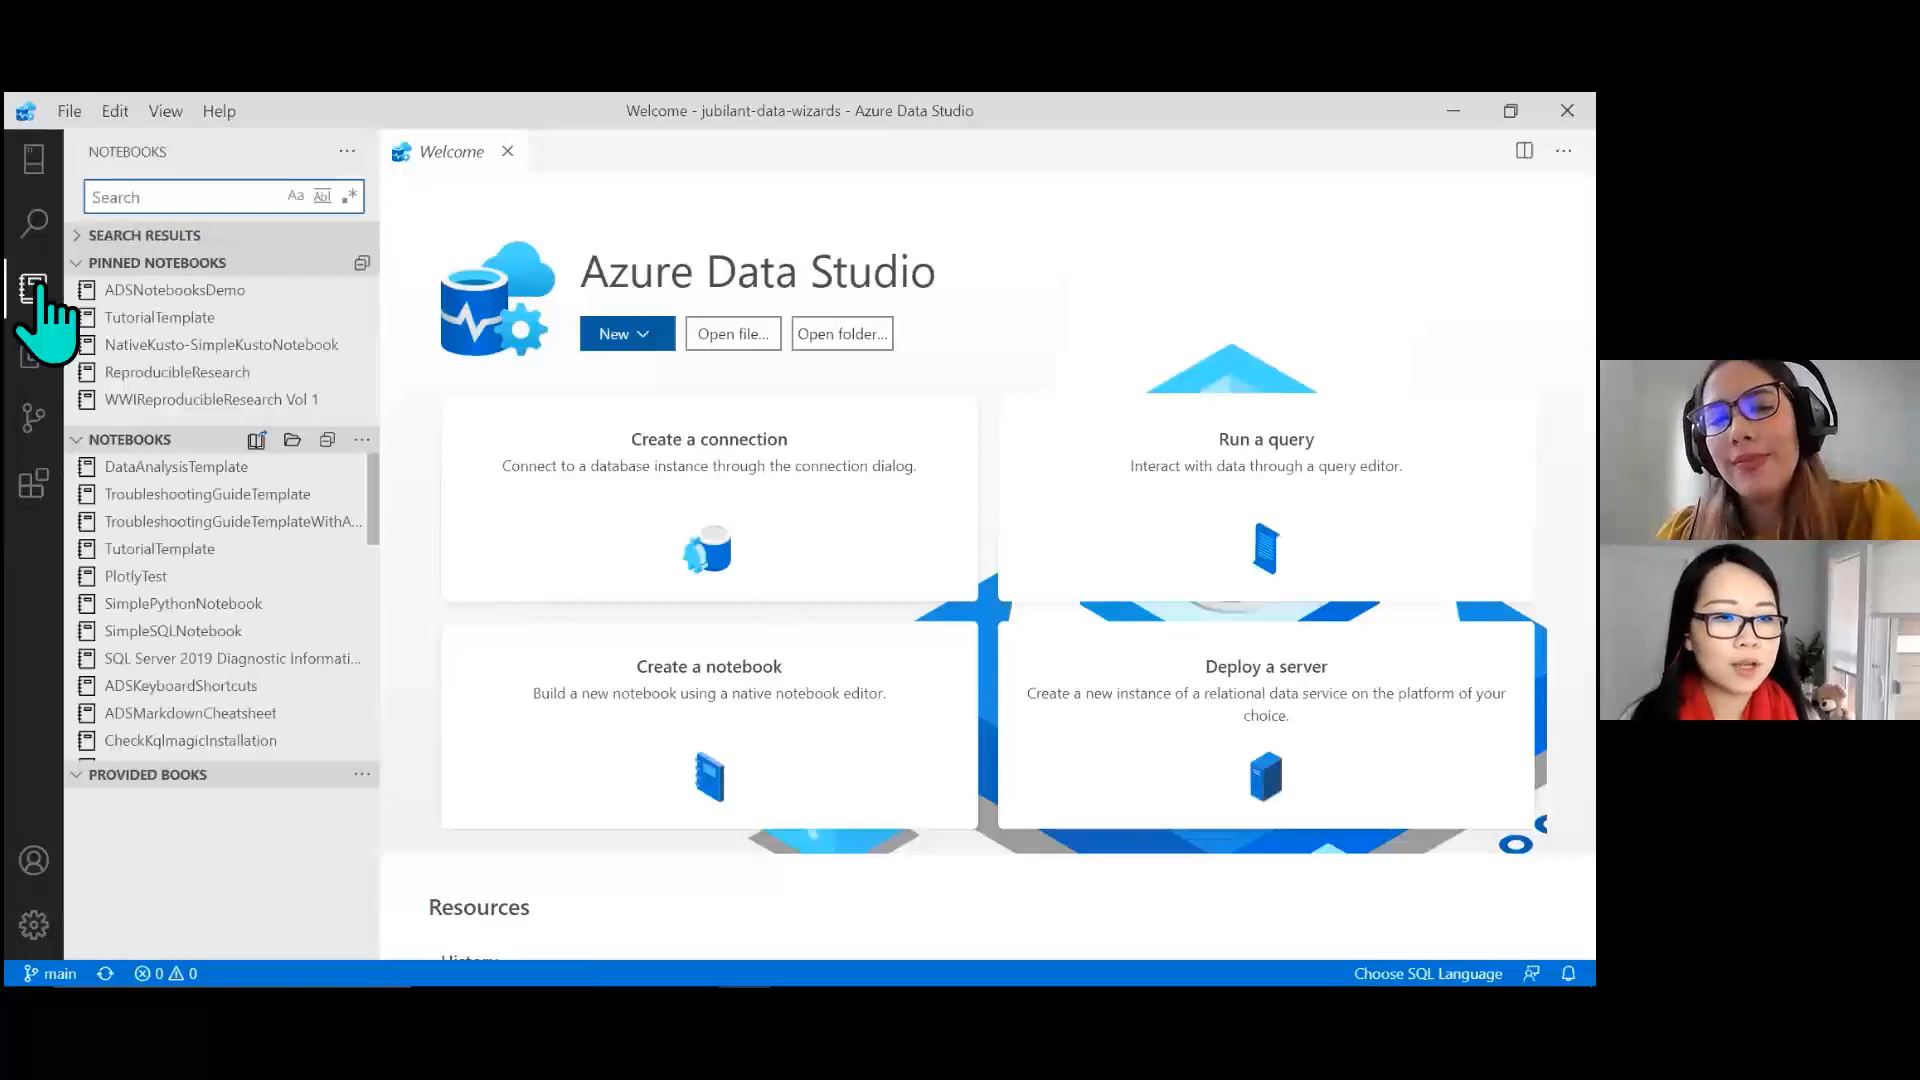 File Edit View Help
Welcome - jubilant-data-wizards - Azure Data Studio
NOTEBOOKS
Search
Aa Abl .*
SEARCH RESULTS
PINNED NOTEBOOKS
ADSNotebooksDemo
TutorialTemplate
NativeKusto-SimpleKustoNotebook
ReproducibleResearch
WWIReproducibleResearch Vol 1
NOTEBOOKS
DataAnalysisTemplate
TroubleshootingGuideTemplate
TroubleshootingGuideTemplateWithA...
TutorialTemplate
PlotlyTest
SimplePythonNotebook
SimpleSQLNotebook
SQL Server 2019 Diagnostic Informati...
ADSKeyboardShortcuts
ADSMarkdownCheatsheet
CheckKqlmagicInstallation
PROVIDED BOOKS
Welcome
Azure Data Studio
New
Open file...
Open folder...
Create a connection
Connect to a database instance through the connection dialog.
Run a query
Interact with data through a query editor.
Create a notebook
Build a new notebook using a native notebook editor.
Deploy a server
Create a new instance of a relational data service on the platform of your
choice.
Resources
History
main
0 0
Choose SQL Language